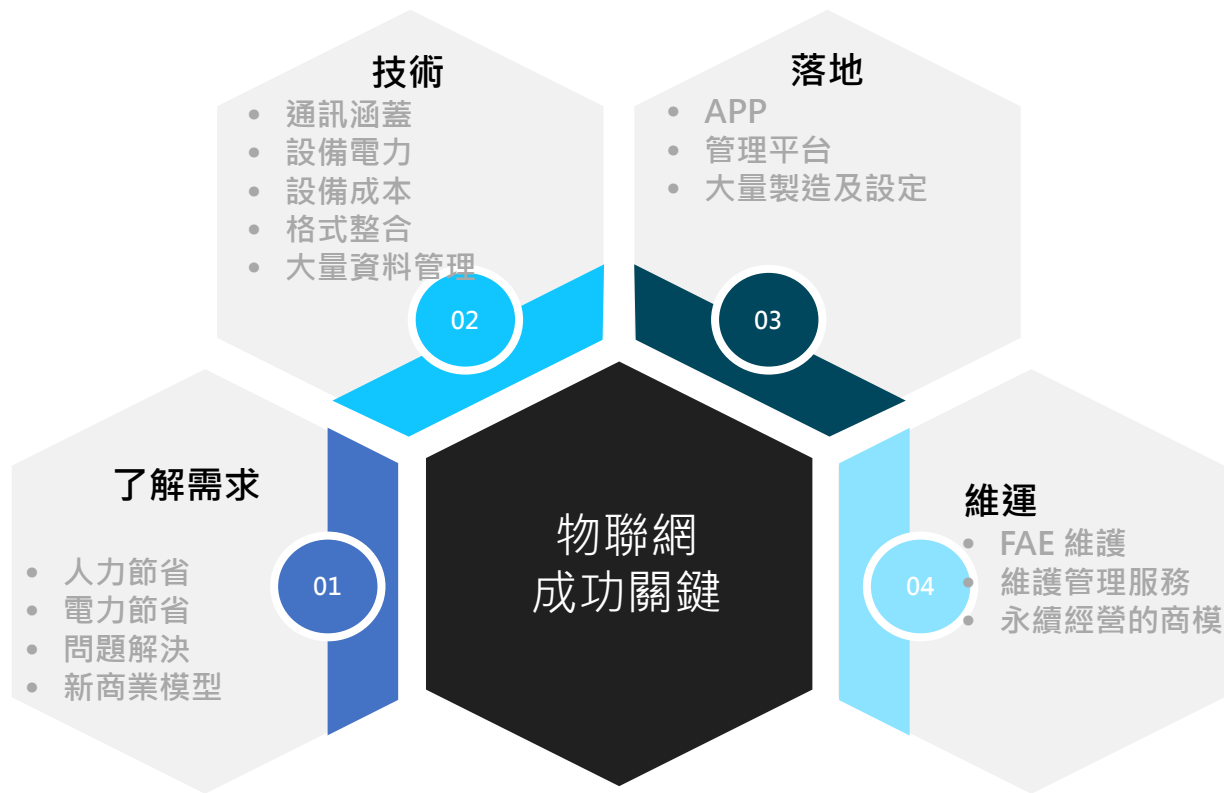 了解需求
人力節省
電力節省
問題解決
新商業模型
01
技術
通訊涵蓋
設備電力
設備成本
格式整合
大量資料管理
02
落地
APP
管理平台
大量製造及設定
03
維運
FAE 維護
維護管理服務
永續經營的商模
04
物聯網
成功關鍵